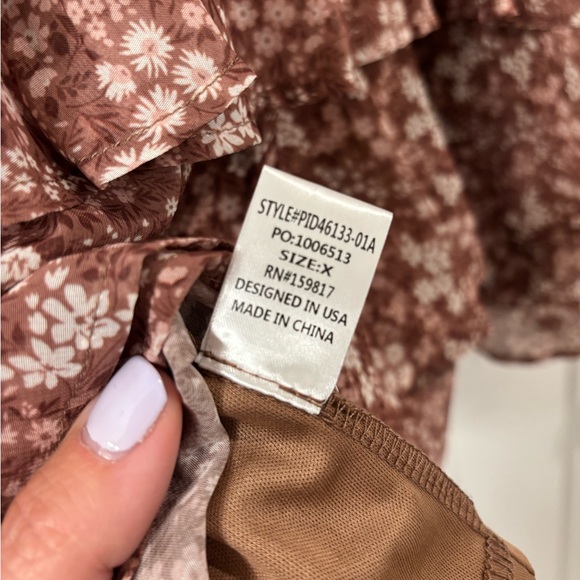 STYLE#PID46133-01A
PO:1006513
SIZE:X
RN#159817
DESIGNED IN USA
MADE IN CHINA